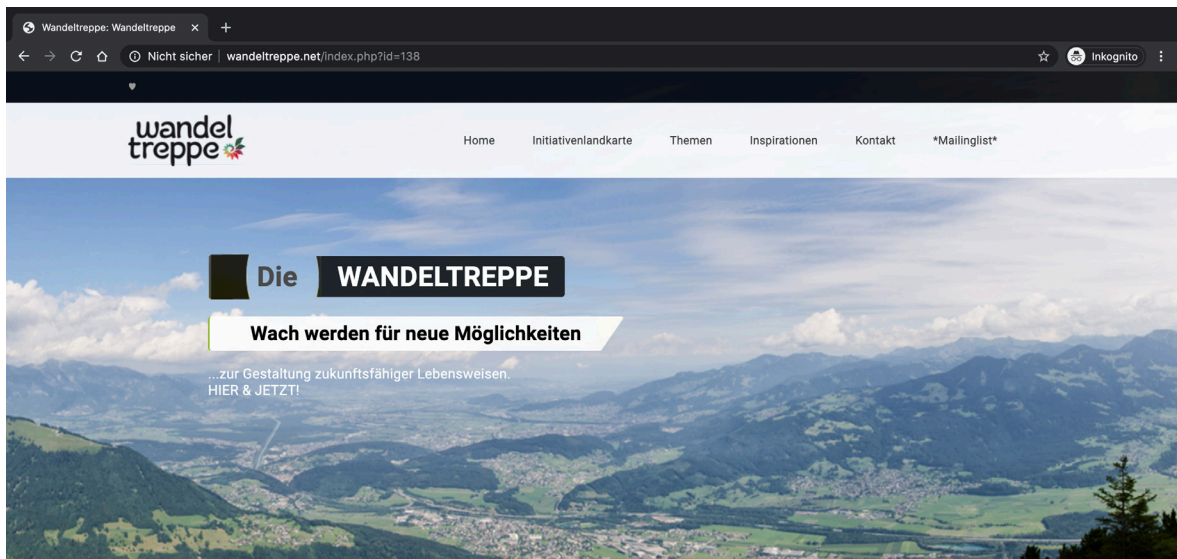 Wandeltreppe: Wandeltreppe
Nicht sicher | wandeltreppe.net/index.php?id=138
Inkognito
wandel
treppe
Home Initiativenlandkarte Themen Inspirationen Kontakt *Mailinglist*
Die WANDELTREPPE
Wach werden für neue Möglichkeiten
...zur Gestaltung zukunftsfähiger Lebensweisen.
HIER & JETZT!